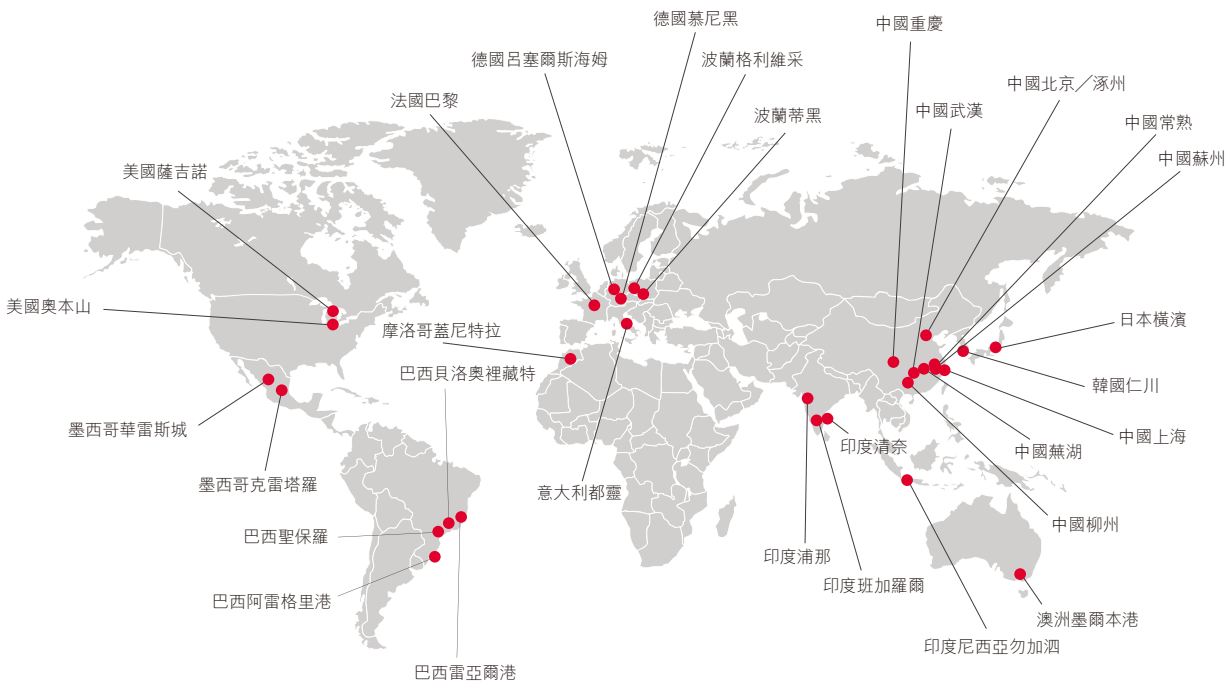 德國慕尼黑
中國重慶
德國呂塞爾斯海姆
波蘭格利維采
中國北京／涿州
法國巴黎
中國武漢
波蘭蒂黑
中國常熟
中國蘇州
美國薩吉諾
美國奧本山
日本橫濱
摩洛哥蓋尼特拉
巴西貝洛奧裡藏特
韓國仁川
墨西哥華雷斯城
中國上海
印度清奈
中國蕪湖
墨西哥克雷塔羅
意大利都靈
中國柳州
巴西聖保羅
印度浦那
印度班加羅爾
巴西阿雷格里港
澳洲墨爾本港
印度尼西亞勿加泗
巴西雷亞爾港